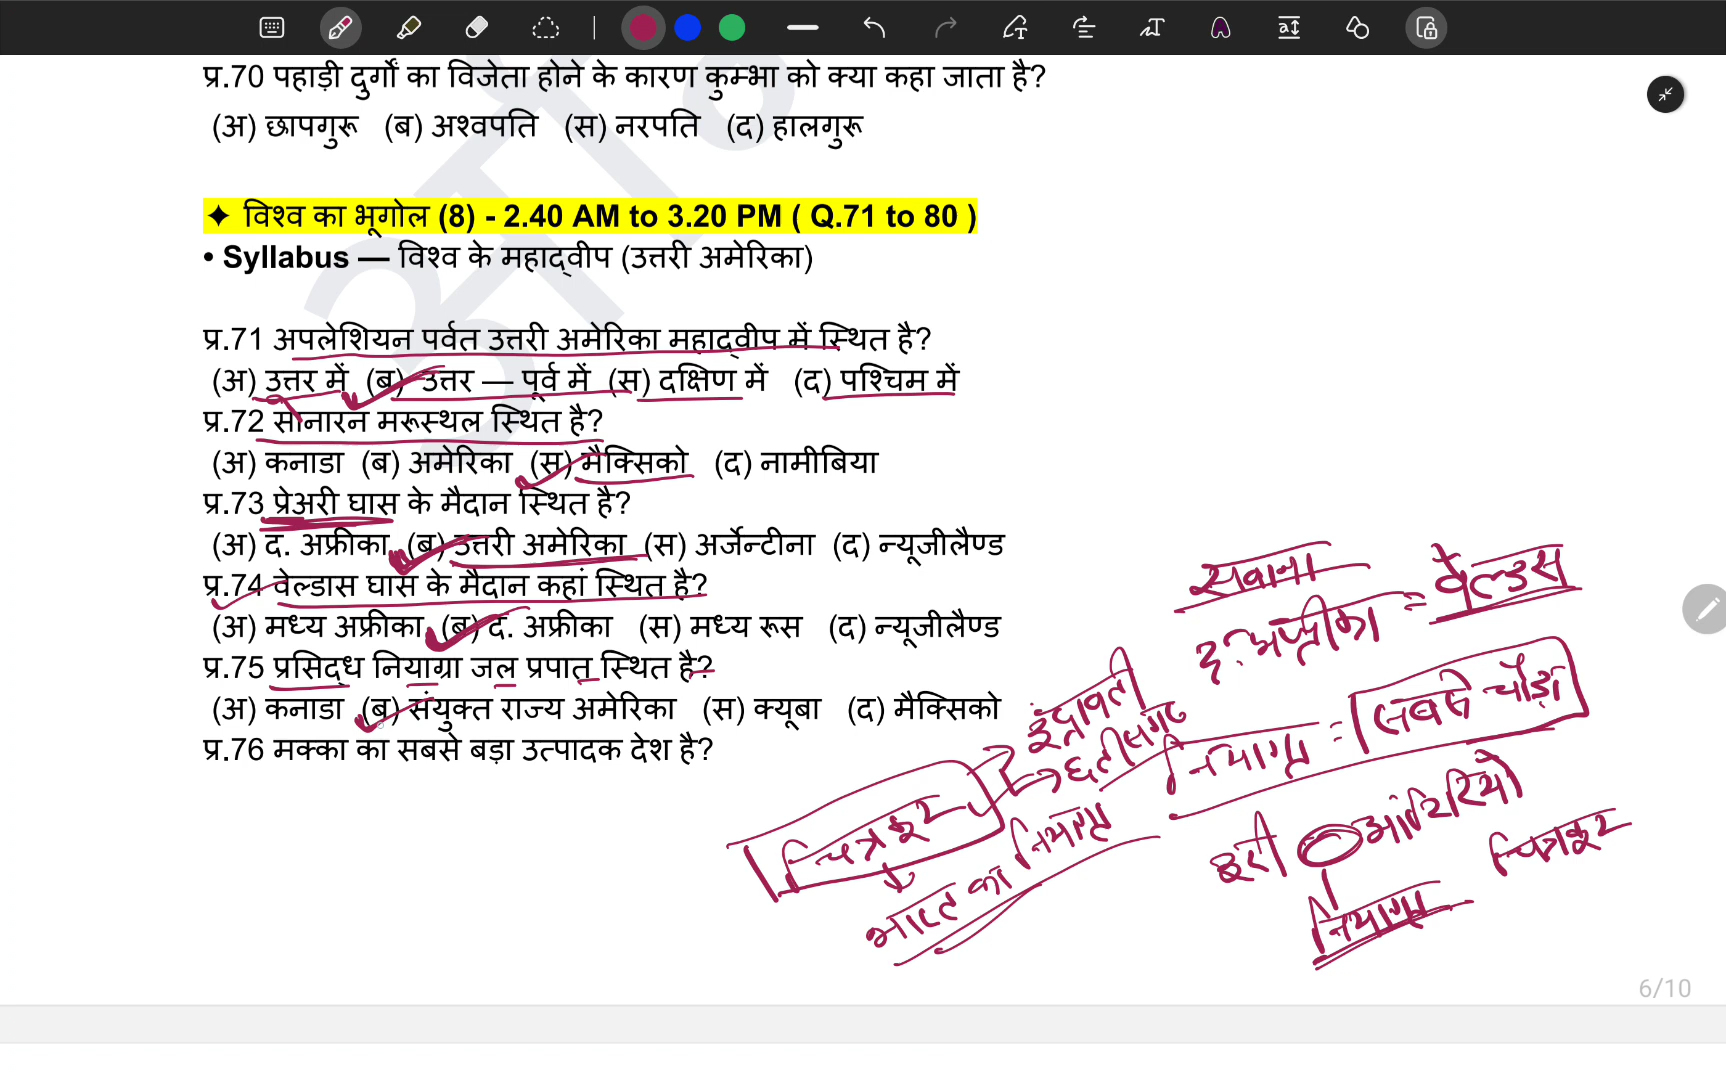 प्र.70 पहाड़ी दुर्गों का विजेता होने के कारण कुम्भा को क्या कहा जाता है?
(अ) छापगुरू (ब) अश्वपति (स) नरपति (द) हालगुरू
✦ विश्व का भूगोल (8) - 2.40 AM to 3.20 PM ( Q.71 to 80 )
• Syllabus — विश्व के महाद्वीप (उत्तरी अमेरिका)
प्र.71 अपलेशियन पर्वत उत्तरी अमेरिका महाद्वीप में स्थित है?
(अ) उत्तर में (ब) उत्तर — पूर्व में (स) दक्षिण में (द) पश्चिम में
प्र.72 सोनारन मरूस्थल स्थित है?
(अ) कनाडा (ब) अमेरिका (स) मैक्सिको (द) नामीबिया
प्र.73 प्रेअरी घास के मैदान स्थित है?
(अ) द. अफ्रीका (ब) उत्तरी अमेरिका (स) अर्जेन्टीना (द) न्यूजीलैण्ड
प्र.74 वेल्डास घास के मैदान कहां स्थित है?
(अ) मध्य अफ्रीका (ब) द. अफ्रीका (स) मध्य रूस (द) न्यूजीलैण्ड
प्र.75 प्रसिद्ध नियाग्रा जल प्रपात स्थित है?
(अ) कनाडा (ब) संयुक्त राज्य अमेरिका (स) क्यूबा (द) मैक्सिको
प्र.76 मक्का का सबसे बड़ा उत्पादक देश है?
सवाना
द. अफ्रीका = वेल्डस
इंद्रावती
छत्तीसगढ़
नियाग्रा = सबसे चौड़ा
चित्रकूट
भारत का नियाग्रा
इरी ओंटारियो
नियाग्रा
चित्रकूट
6/10